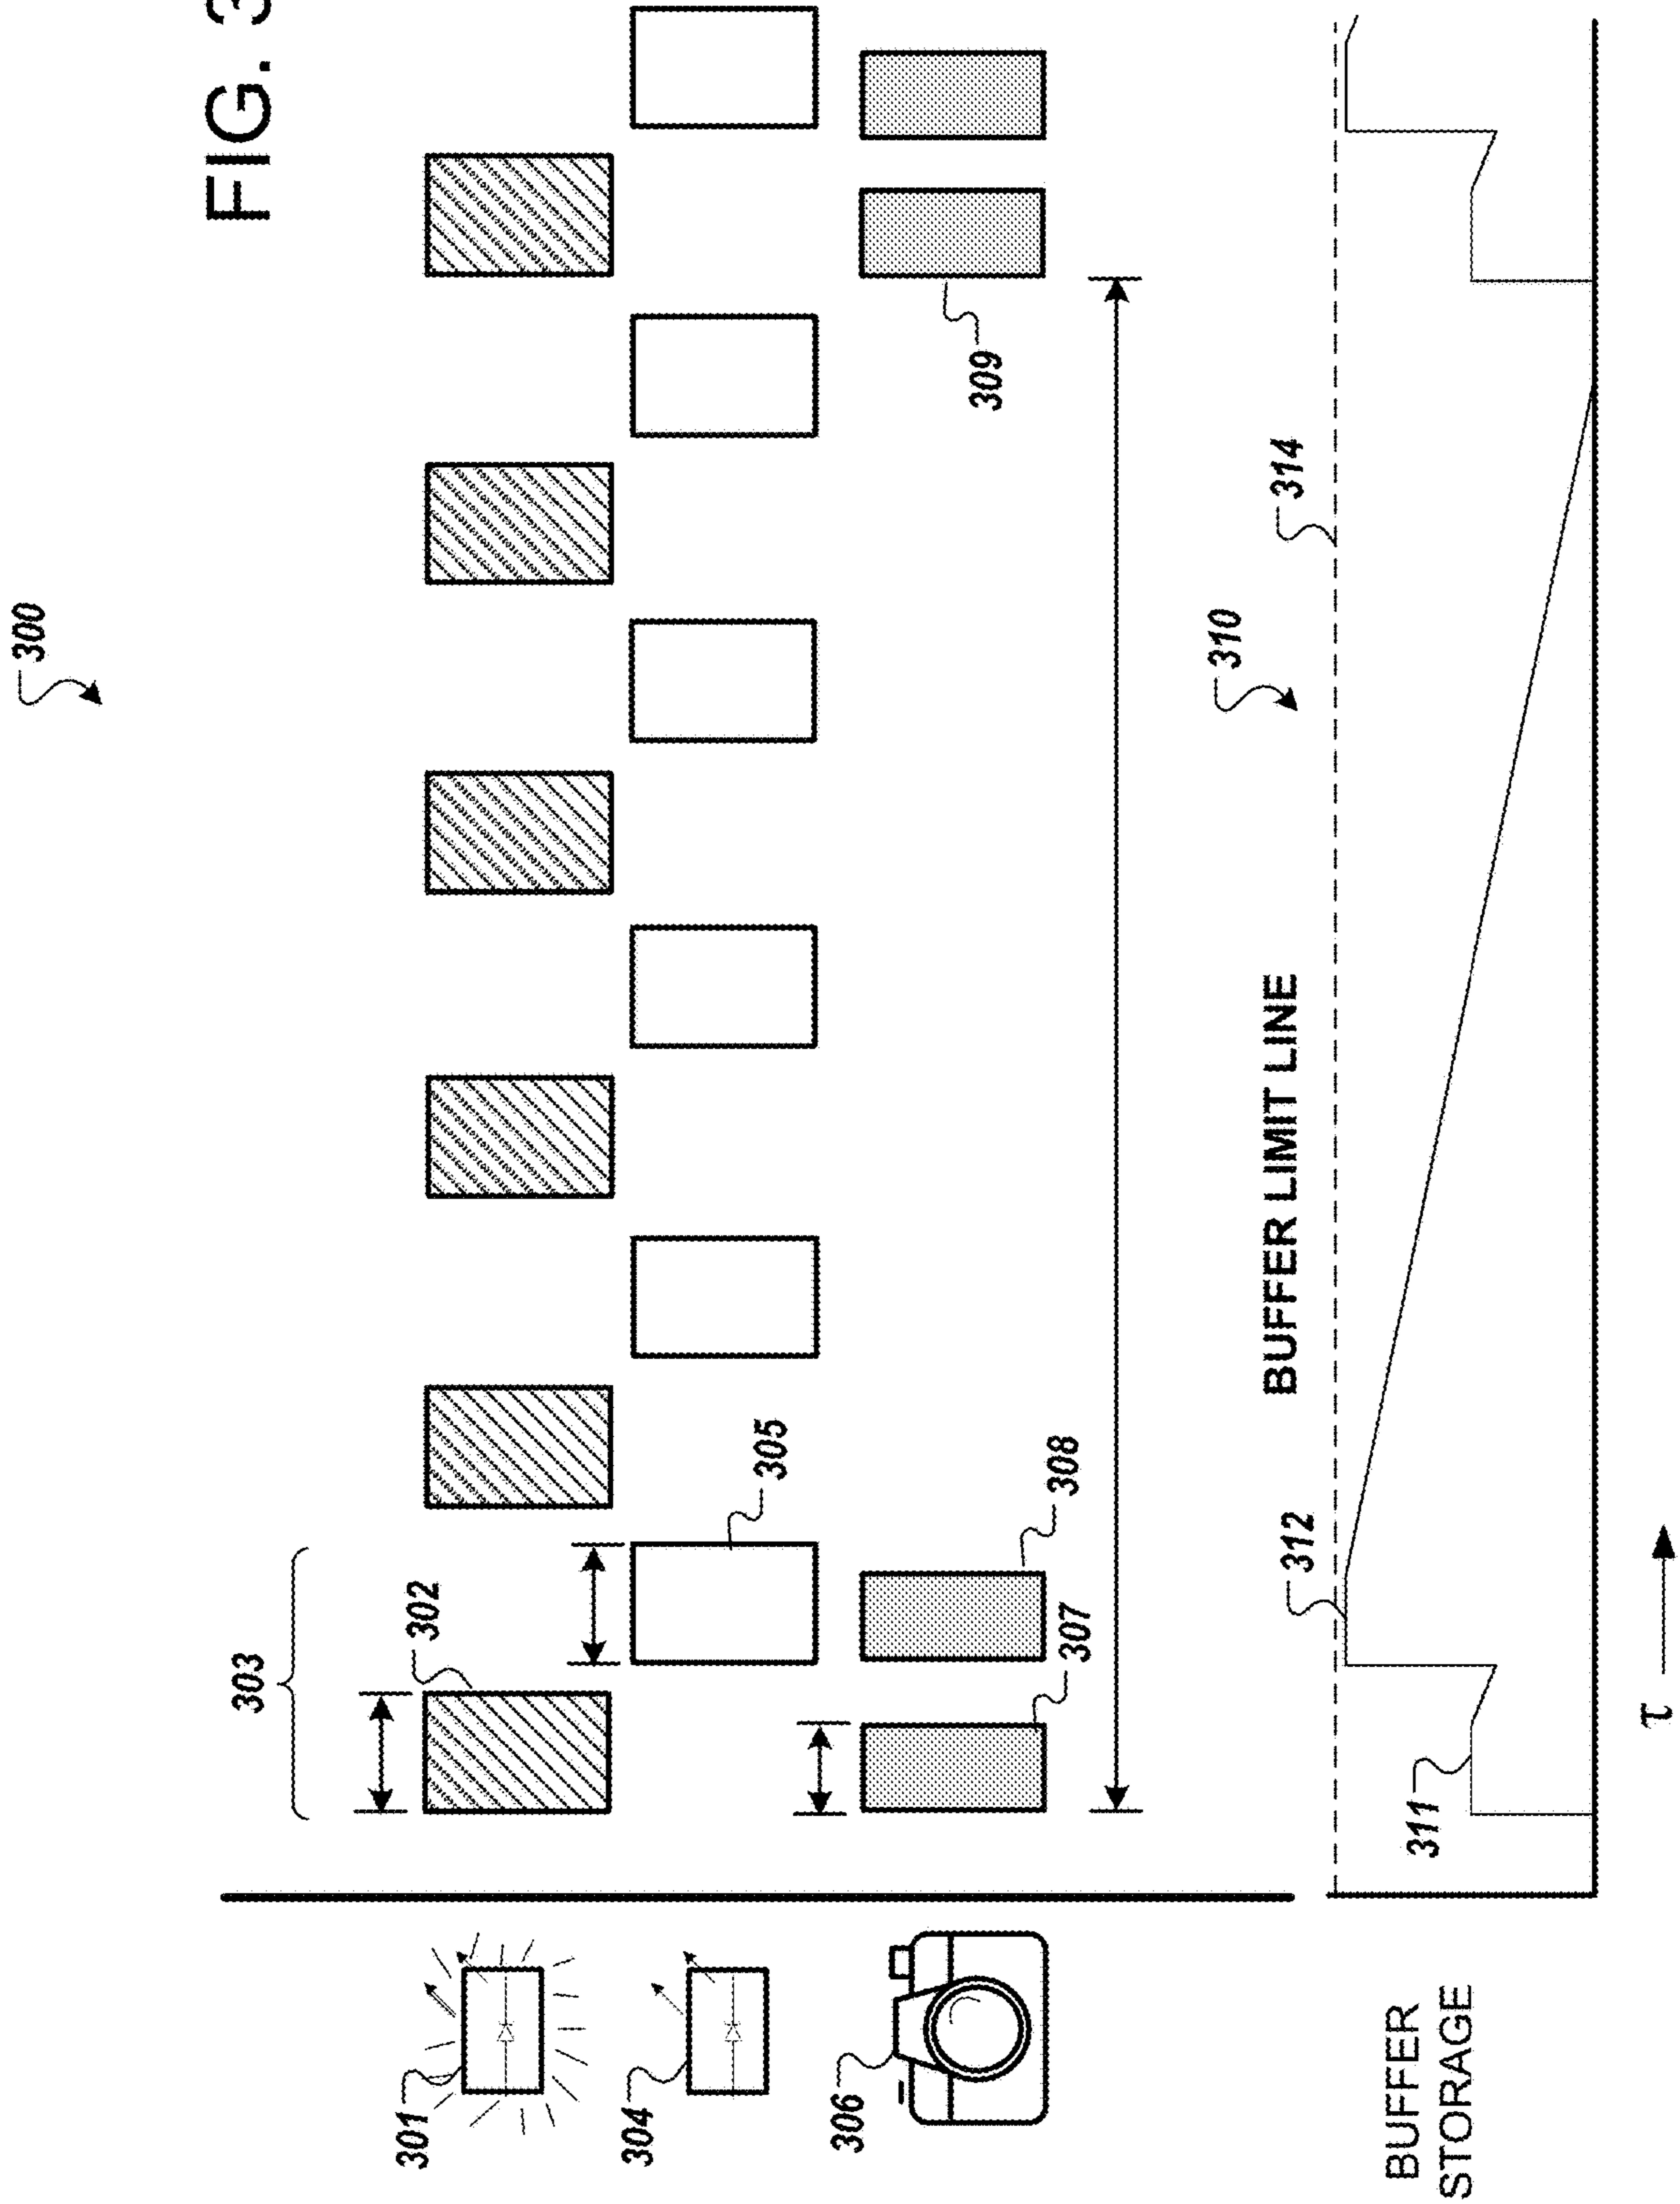 FIG. 3
300
303
302
301
305
304
307
308
309
306
310
BUFFER LIMIT LINE
314
312
311
BUFFER
STORAGE
τ